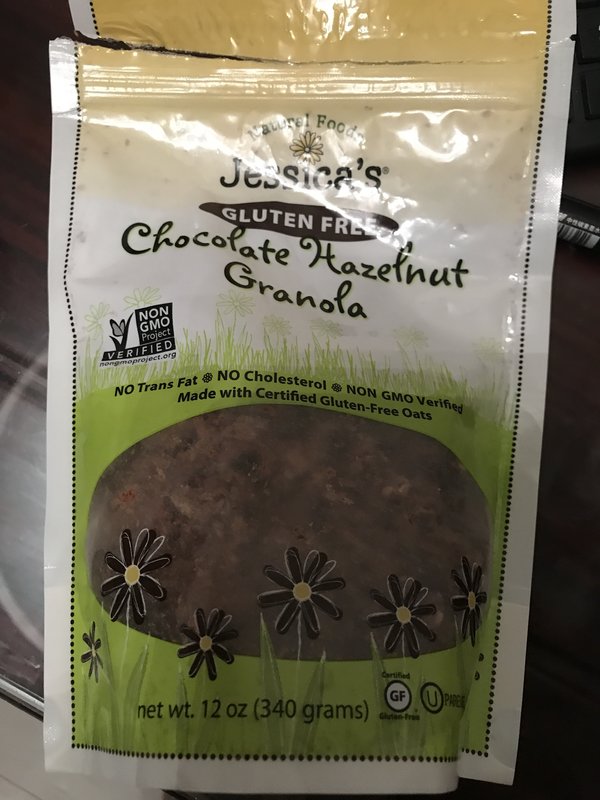 Natural Foods
Jessica's®
GLUTEN FREE
Chocolate Hazelnut
Granola
NON
GMO
Project
VERIFIED
nongmoproject.org
NO Trans Fat NO Cholesterol NON GMO Verified
Made with Certified Gluten-Free Oats
net wt. 12 oz (340 grams)
Certified
GF
Gluten-Free
U PAREVE